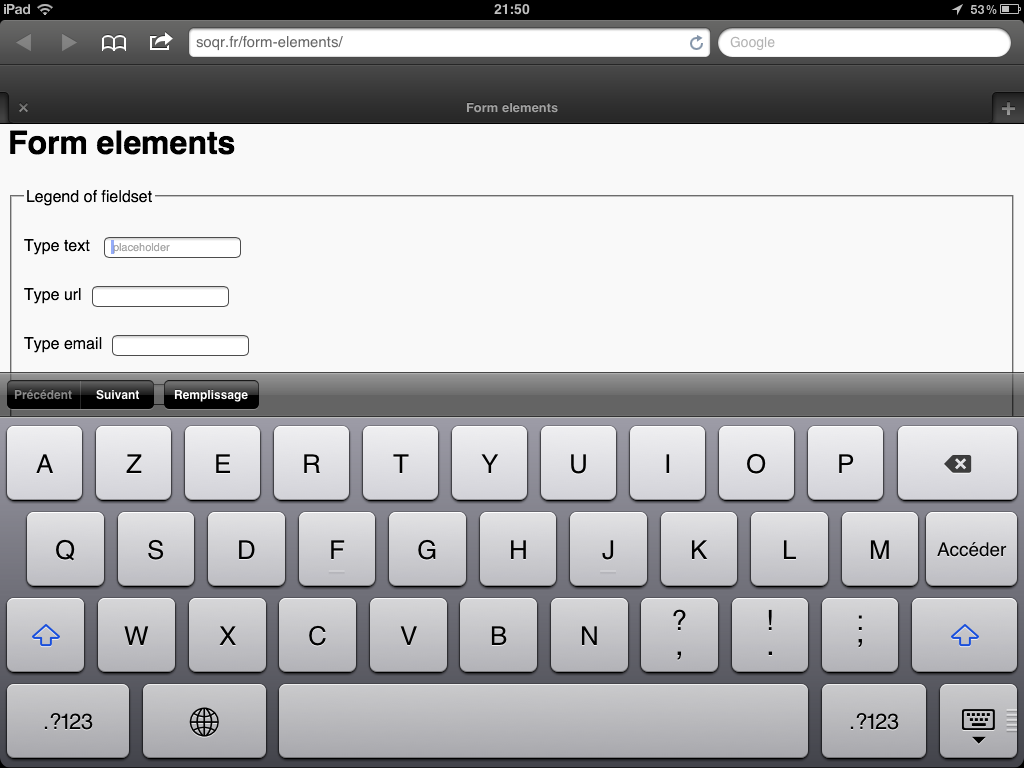 iPad 21:50 53%
soqr.fr/form-elements/ Google
Form elements
Form elements
Legend of fieldset
Type text placeholder
Type url
Type email
Précédent Suivant Remplissage
A Z E R T Y U I O P
Q S D F G H J K L M Accéder
W X C V B N ? , ! . : ;
.?123 .?123